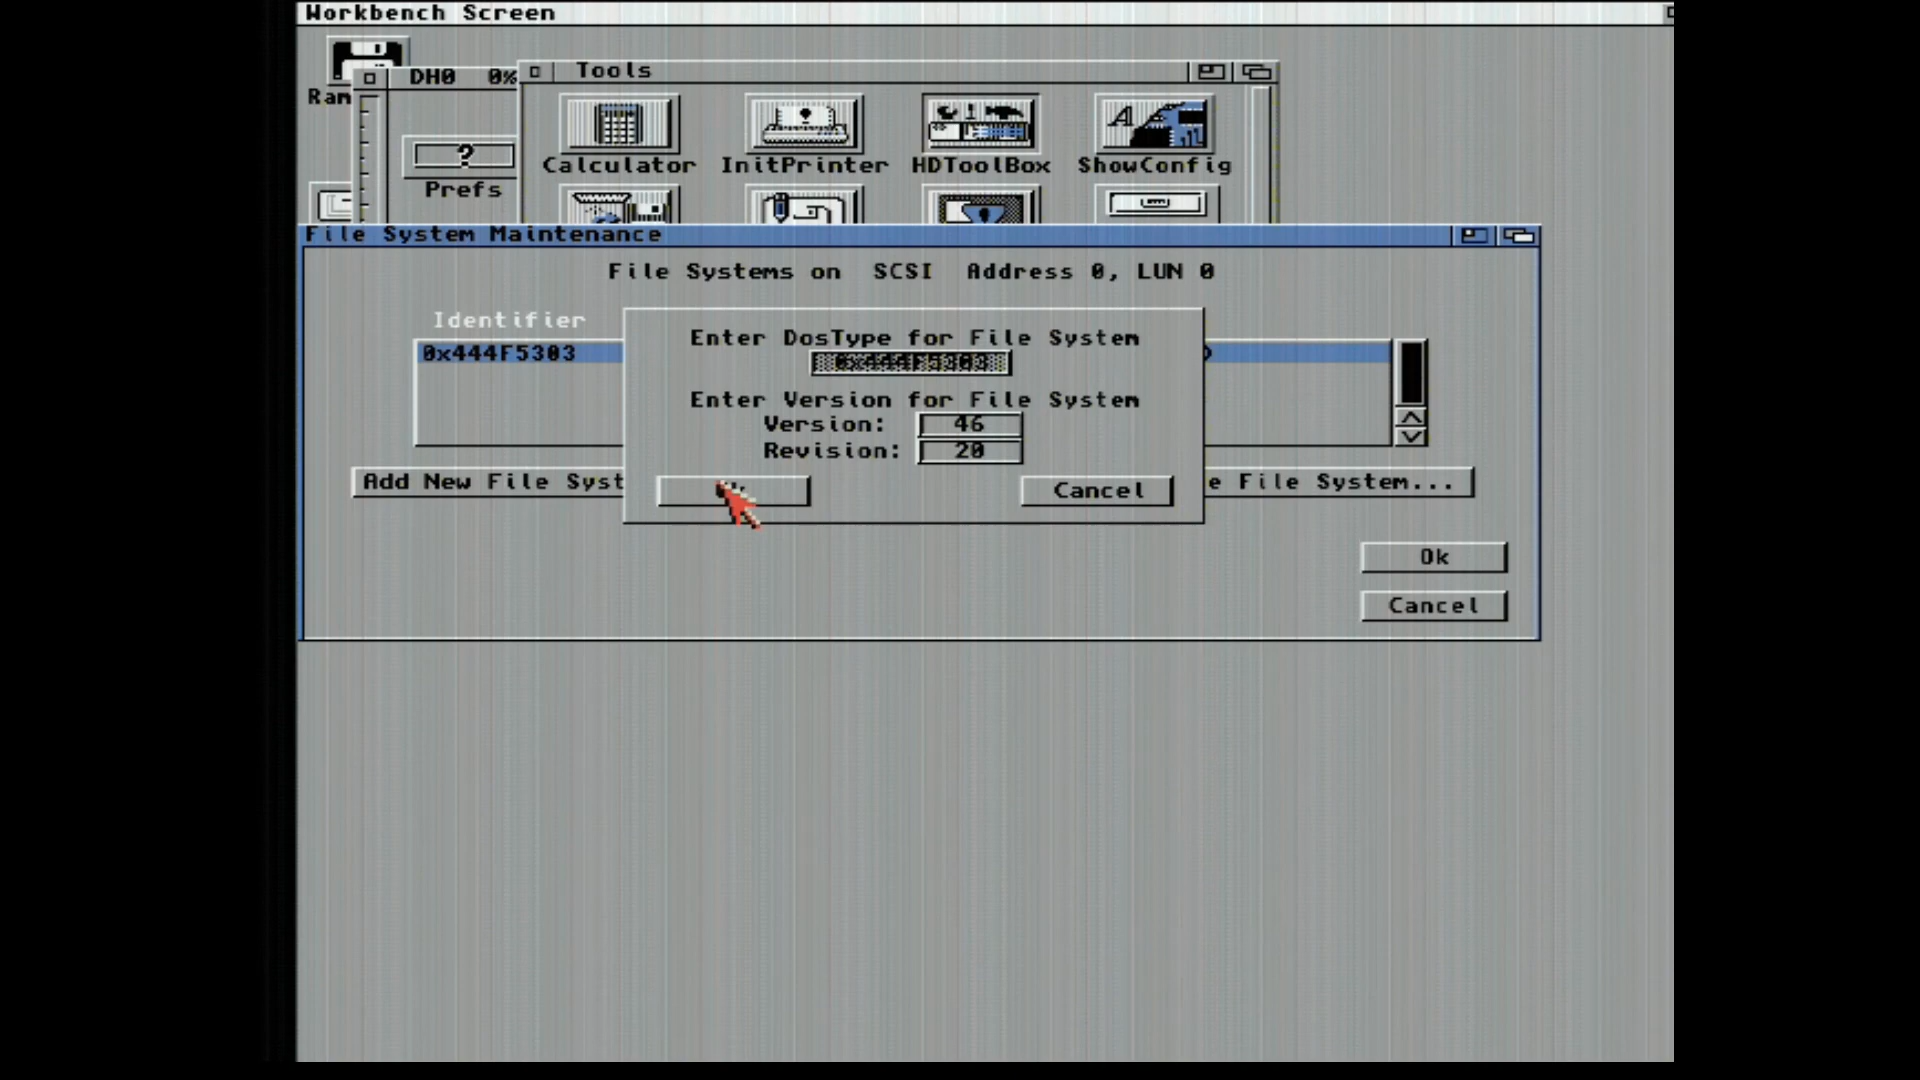 Workbench Screen
DH0 0% Tools
Ram
Prefs
Calculator InitPrinter HDToolBox ShowConfig
File System Maintenance
File Systems on SCSI Address 0, LUN 0
Identifier
Enter DosType for File System
0x444F5303
Enter Version for File System
Version: 46
Revision: 20
Add New File Syst
e File System...
Cancel
Ok
Cancel